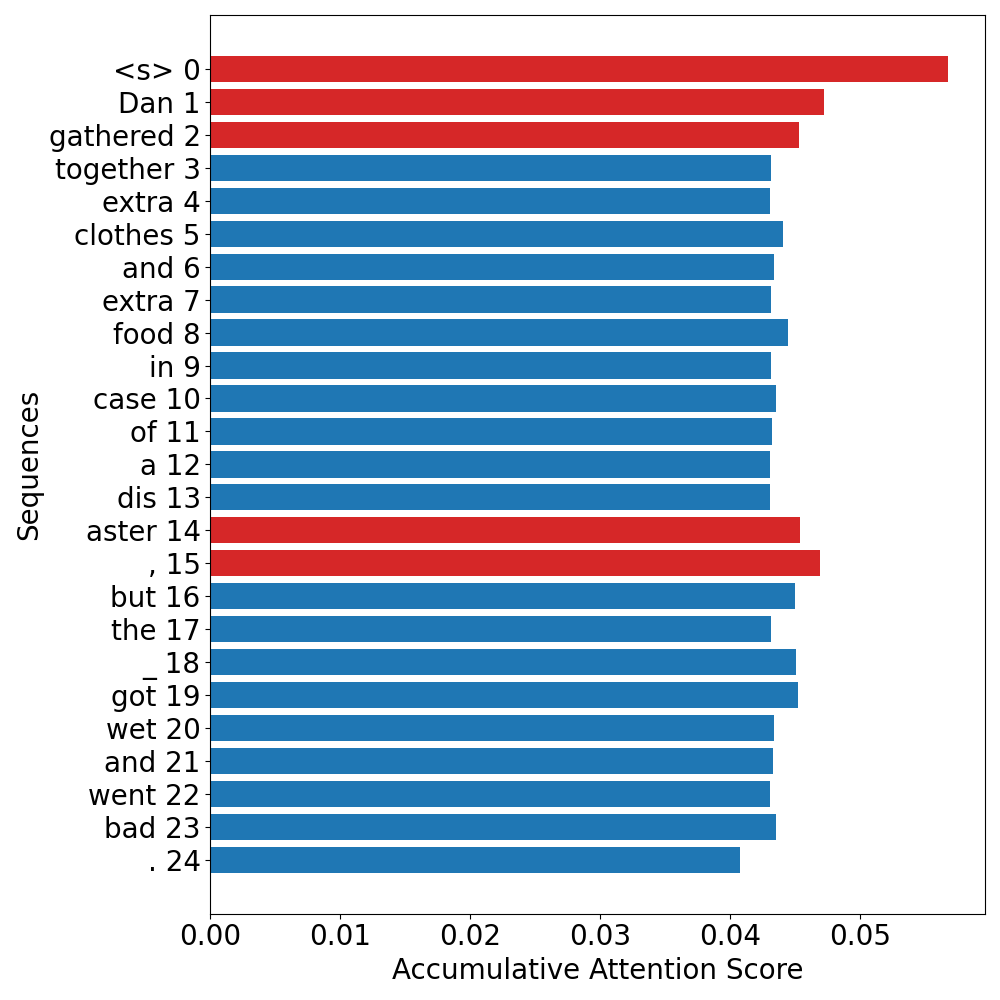 <s> 0
Dan 1
gathered 2
together 3
extra 4
clothes 5
and 6
extra 7
food 8
in 9
case 10
of 11
a 12
dis 13
aster 14
, 15
but 16
the 17
_ 18
got 19
wet 20
and 21
went 22
bad 23
. 24
Sequences
0.00 0.01 0.02 0.03 0.04 0.05
Accumulative Attention Score